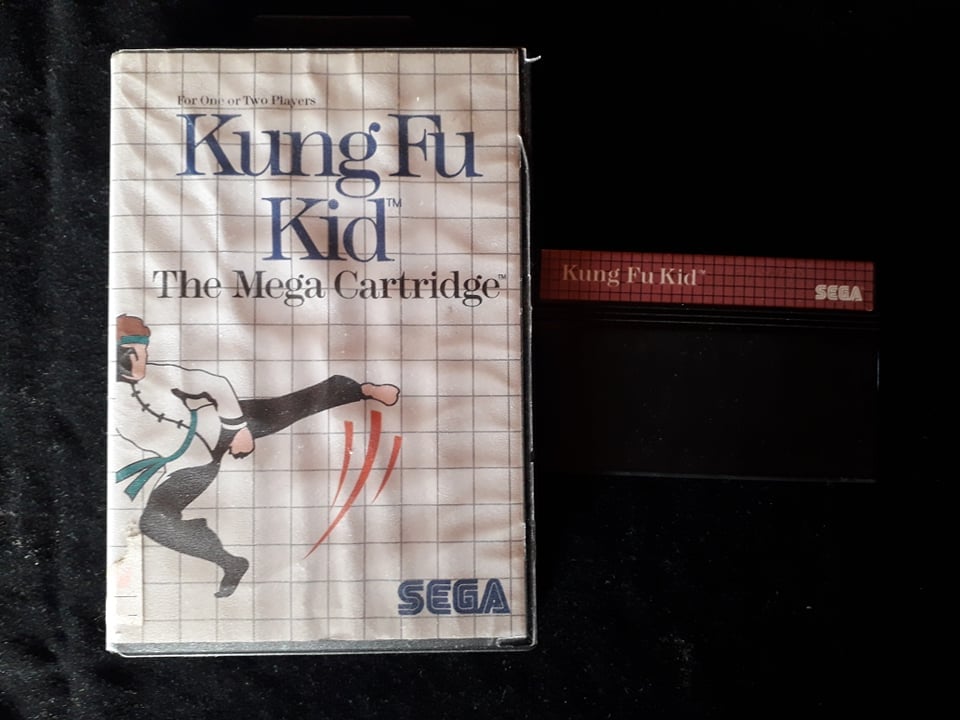 For One or Two Players
Kung Fu
Kid™
The Mega Cartridge™
SEGA
Kung Fu Kid™
SEGA